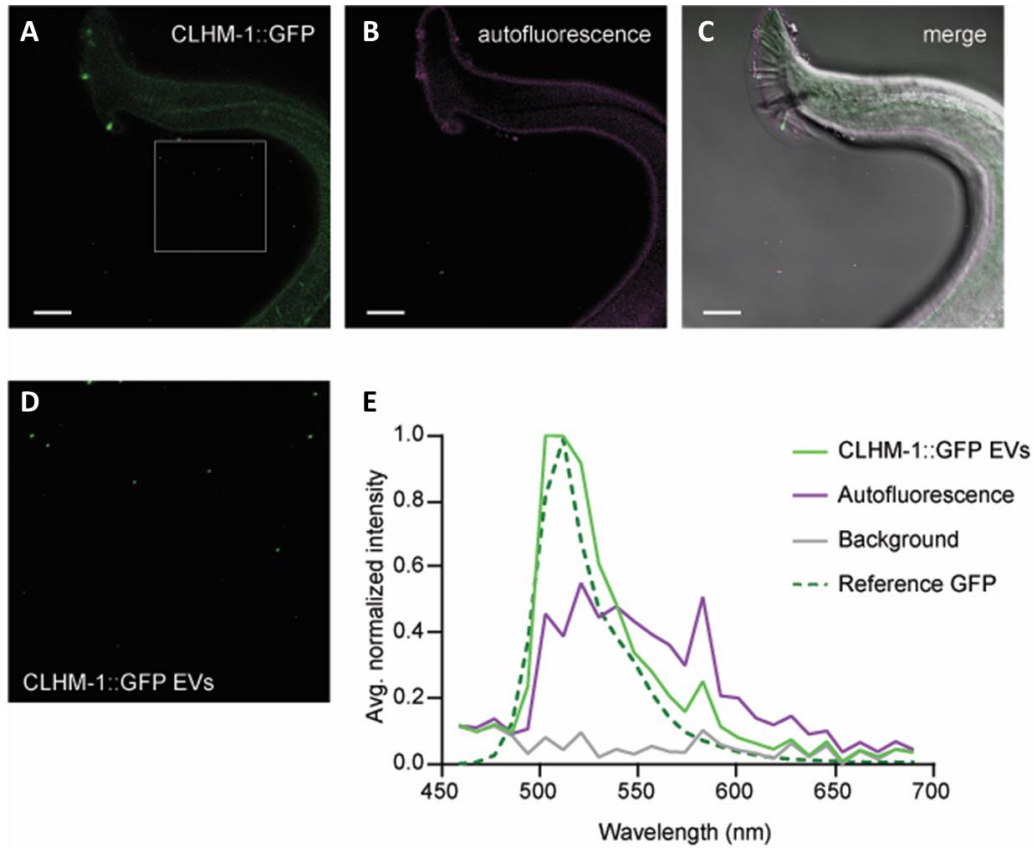 A
CLHM-1::GFP
B
autofluorescence
C
merge
D
CLHM-1::GFP EVs
E
Avg. normalized intensity
1.0
0.8
0.6
0.4
0.2
0.0
450
500
550
600
650
700
Wavelength (nm)
CLHM-1::GFP EVs
Autofluorescence
Background
Reference GFP